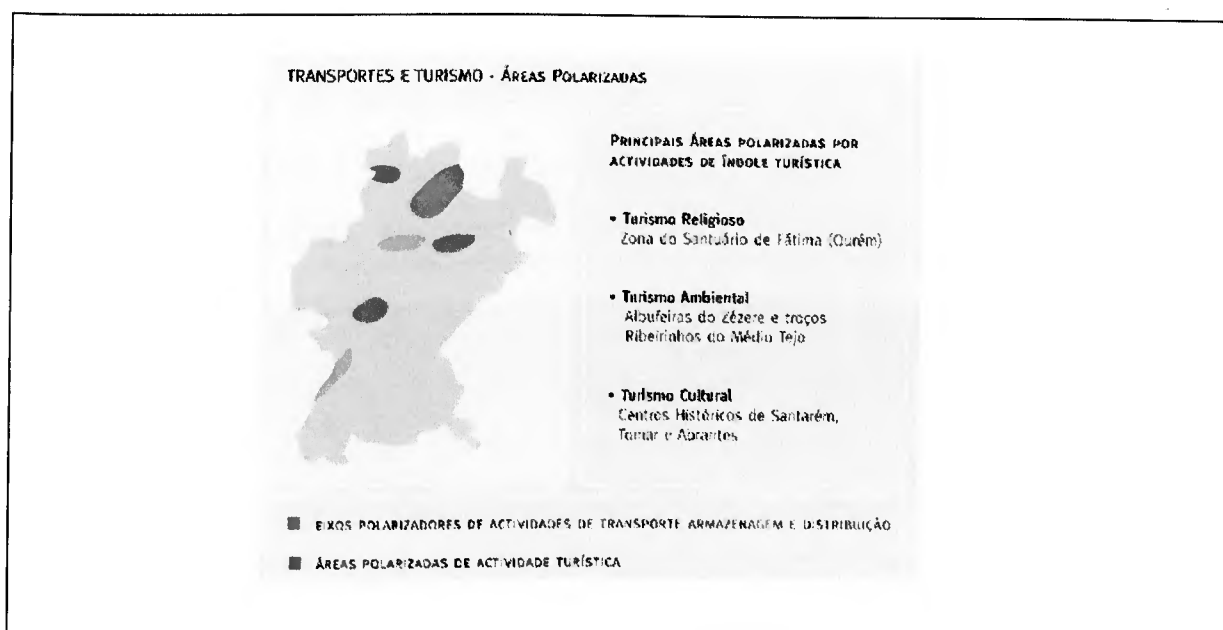 TRANSPORTES E TURISMO - ÁREAS POLARIZADAS
PRINCIPAIS ÁREAS POLARIZADAS POR
ACTIVIDADES DE ÍNDOLE TURÍSTICA
• Turismo Religioso
Zona do Santuário de Fátima (Ourém)
• Turismo Ambiental
Albufeiras do Zêzere e troços
Ribeirinhos do Médio Tejo
• Turismo Cultural
Centros Históricos de Santarém,
Tomar e Abrantes
EIXOS POLARIZADORES DE ACTIVIDADES DE TRANSPORTE ARMAZENAGEM E DISTRIBUIÇÃO
ÁREAS POLARIZADAS DE ACTIVIDADE TURÍSTICA